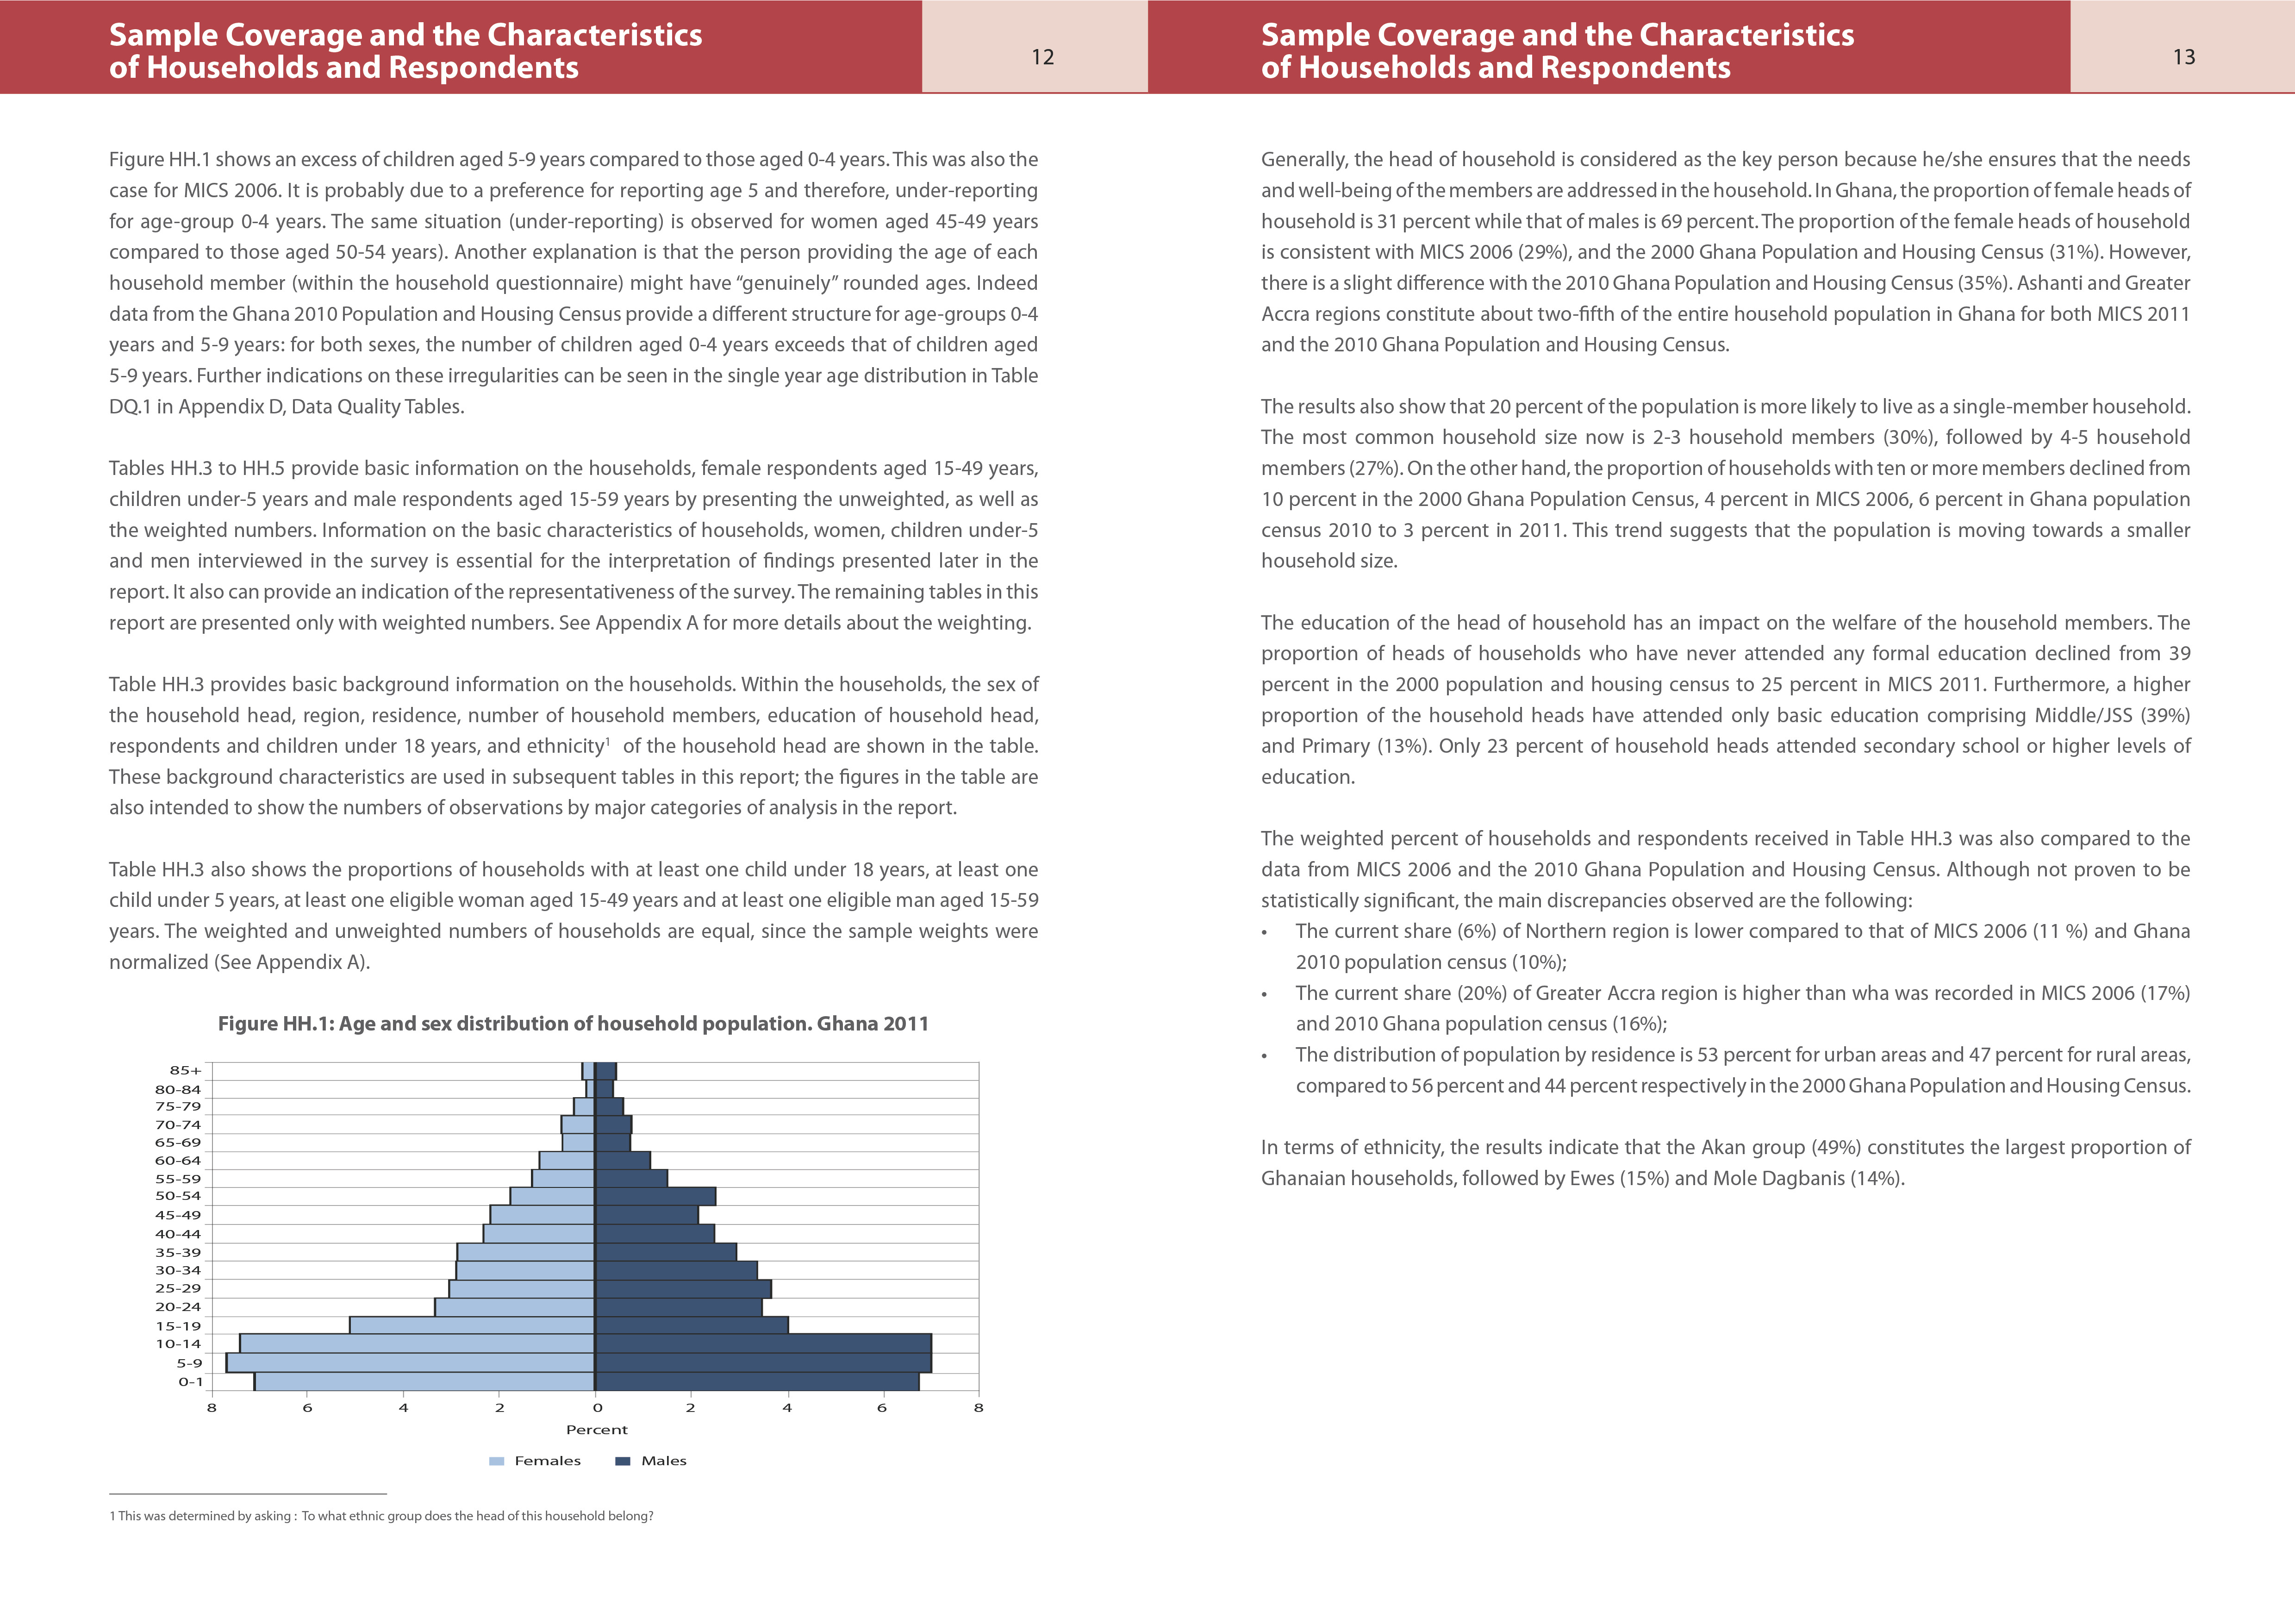 Sample Coverage and the Characteristics
of Households and Respondents
12
Figure HH.1 shows an excess of children aged 5-9 years compared to those aged 0-4 years. This was also the
case for MICS 2006. It is probably due to a preference for reporting age 5 and therefore, under-reporting
for age-group 0-4 years. The same situation (under-reporting) is observed for women aged 45-49 years
compared to those aged 50-54 years). Another explanation is that the person providing the age of each
household member (within the household questionnaire) might have “genuinely” rounded ages. Indeed
data from the Ghana 2010 Population and Housing Census provide a different structure for age-groups 0-4
years and 5-9 years: for both sexes, the number of children aged 0-4 years exceeds that of children aged
5-9 years. Further indications on these irregularities can be seen in the single year age distribution in Table
DQ.1 in Appendix D, Data Quality Tables.
Tables HH.3 to HH.5 provide basic information on the households, female respondents aged 15-49 years,
children under-5 years and male respondents aged 15-59 years by presenting the unweighted, as well as
the weighted numbers. Information on the basic characteristics of households, women, children under-5
and men interviewed in the survey is essential for the interpretation of findings presented later in the
report. It also can provide an indication of the representativeness of the survey. The remaining tables in this
report are presented only with weighted numbers. See Appendix A for more details about the weighting.
Table HH.3 provides basic background information on the households. Within the households, the sex of
the household head, region, residence, number of household members, education of household head,
respondents and children under 18 years, and ethnicity1 of the household head are shown in the table.
These background characteristics are used in subsequent tables in this report; the figures in the table are
also intended to show the numbers of observations by major categories of analysis in the report.
Table HH.3 also shows the proportions of households with at least one child under 18 years, at least one
child under 5 years, at least one eligible woman aged 15-49 years and at least one eligible man aged 15-59
years. The weighted and unweighted numbers of households are equal, since the sample weights were
normalized (See Appendix A).
Figure HH.1: Age and sex distribution of household population. Ghana 2011
85+
80-84
75-79
70-74
65-69
60-64
55-59
50-54
45-49
40-44
35-39
30-34
25-29
20-24
15-19
10-14
5-9
0-1
8 6 4 2 0 2 4 6 8
Percent
Females Males
1 This was determined by asking : To what ethnic group does the head of this household belong?
Sample Coverage and the Characteristics
of Households and Respondents
13
Generally, the head of household is considered as the key person because he/she ensures that the needs
and well-being of the members are addressed in the household. In Ghana, the proportion of female heads of
household is 31 percent while that of males is 69 percent. The proportion of the female heads of household
is consistent with MICS 2006 (29%), and the 2000 Ghana Population and Housing Census (31%). However,
there is a slight difference with the 2010 Ghana Population and Housing Census (35%). Ashanti and Greater
Accra regions constitute about two-fifth of the entire household population in Ghana for both MICS 2011
and the 2010 Ghana Population and Housing Census.
The results also show that 20 percent of the population is more likely to live as a single-member household.
The most common household size now is 2-3 household members (30%), followed by 4-5 household
members (27%). On the other hand, the proportion of households with ten or more members declined from
10 percent in the 2000 Ghana Population Census, 4 percent in MICS 2006, 6 percent in Ghana population
census 2010 to 3 percent in 2011. This trend suggests that the population is moving towards a smaller
household size.
The education of the head of household has an impact on the welfare of the household members. The
proportion of heads of households who have never attended any formal education declined from 39
percent in the 2000 population and housing census to 25 percent in MICS 2011. Furthermore, a higher
proportion of the household heads have attended only basic education comprising Middle/JSS (39%)
and Primary (13%). Only 23 percent of household heads attended secondary school or higher levels of
education.
The weighted percent of households and respondents received in Table HH.3 was also compared to the
data from MICS 2006 and the 2010 Ghana Population and Housing Census. Although not proven to be
statistically significant, the main discrepancies observed are the following:
• The current share (6%) of Northern region is lower compared to that of MICS 2006 (11 %) and Ghana
2010 population census (10%);
• The current share (20%) of Greater Accra region is higher than wha was recorded in MICS 2006 (17%)
and 2010 Ghana population census (16%);
• The distribution of population by residence is 53 percent for urban areas and 47 percent for rural areas,
compared to 56 percent and 44 percent respectively in the 2000 Ghana Population and Housing Census.
In terms of ethnicity, the results indicate that the Akan group (49%) constitutes the largest proportion of
Ghanaian households, followed by Ewes (15%) and Mole Dagbanis (14%).